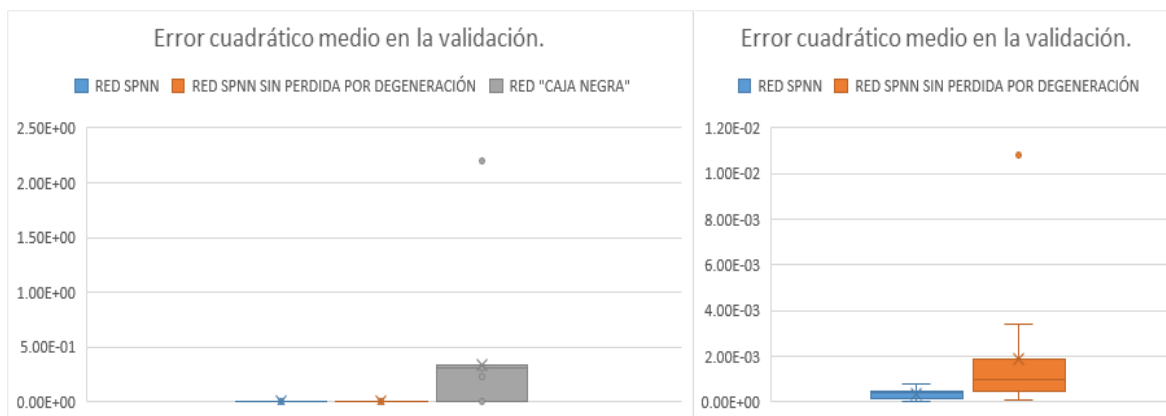 Error cuadrático medio en la validación.
RED SPNN RED SPNN SIN PERDIDA POR DEGENERACIÓN RED "CAJA NEGRA"
2.50E+00
2.00E+00
1.50E+00
1.00E+00
5.00E-01
0.00E+00
Error cuadrático medio en la validación.
RED SPNN RED SPNN SIN PERDIDA POR DEGENERACIÓN
1.20E-02
1.00E-02
8.00E-03
6.00E-03
4.00E-03
2.00E-03
0.00E+00